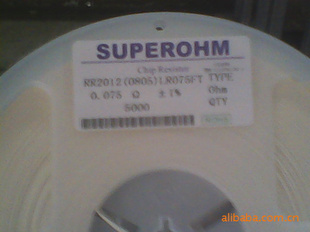 SUPEROHM
Chip Resistor
RR2012(0805)LR075FT TYPE
0.075 Ω ±1% Ohm
5000 QTY
alibaba.com.cn